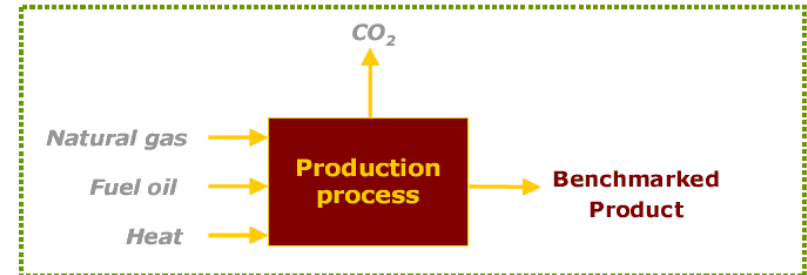 CO₂
Natural gas
Fuel oil
Heat
Production
process
Benchmarked
Product